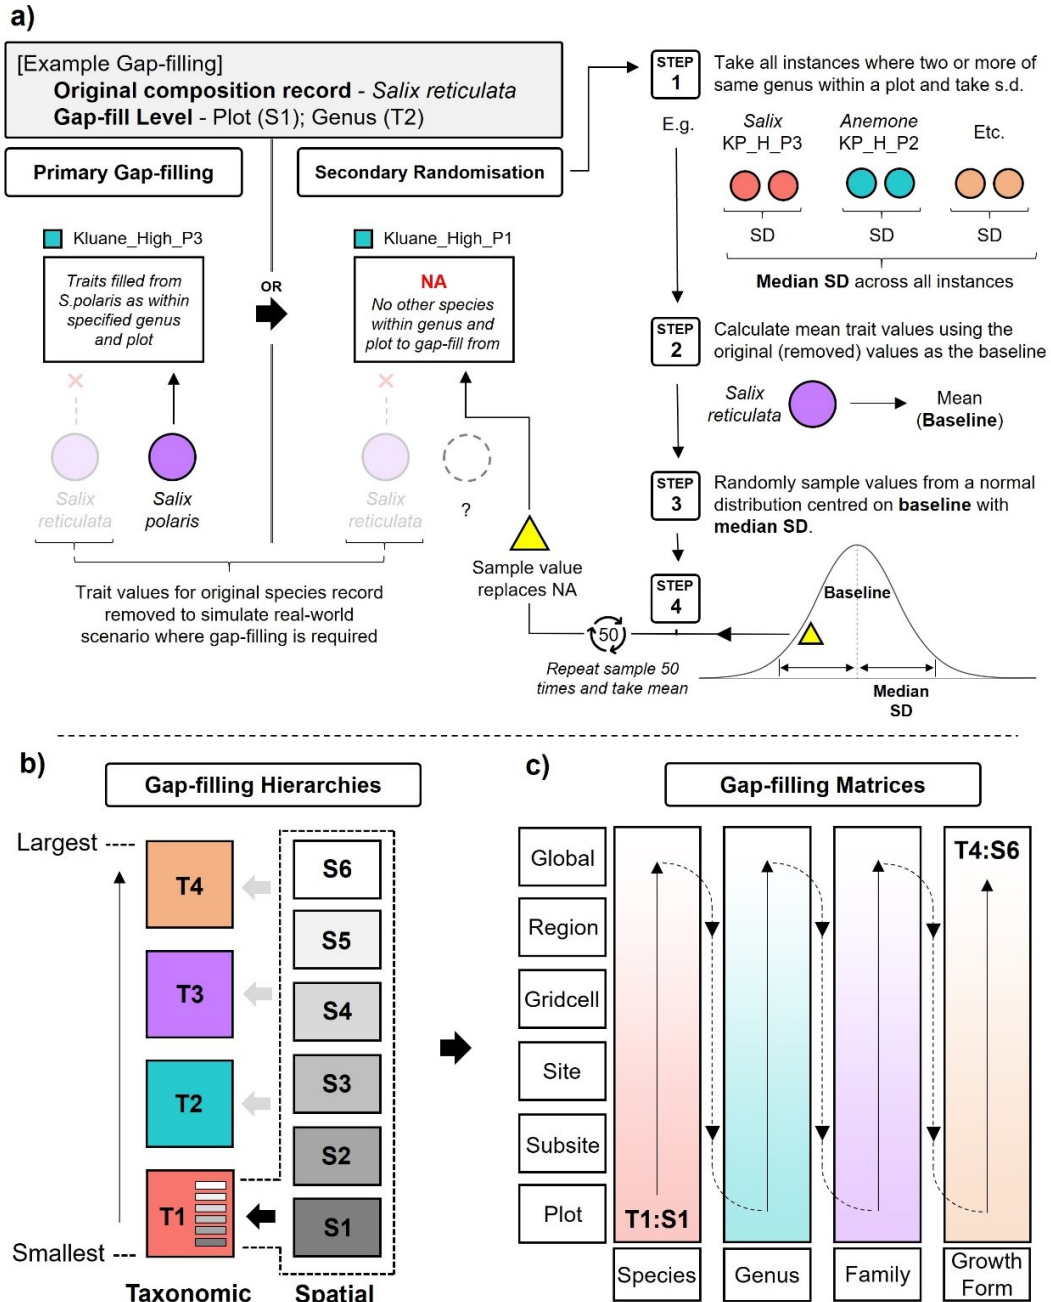 a)
[Example Gap-filling]
Original composition record - Salix reticulata
Gap-fill Level - Plot (S1); Genus (T2)
Primary Gap-filling
Secondary Randomisation
Kluane_High_P3
Traits filled from
S.polaris as within
specified genus
and plot
OR
Kluane_High_P1
NA
No other species
within genus and
plot to gap-fill from
Salix
reticulata
Salix
polaris
Salix
reticulata
?
Trait values for original species record
removed to simulate real-world
scenario where gap-filling is required
Sample value
replaces NA
STEP
1
Take all instances where two or more of
same genus within a plot and take s.d.
E.g.
Salix
KP_H_P3
Anemone
KP_H_P2
Etc.
SD
SD
SD
Median SD across all instances
STEP
2
Calculate mean trait values using the
original (removed) values as the baseline
Salix
reticulata
Mean
(Baseline)
STEP
3
Randomly sample values from a normal
distribution centred on baseline with
median SD.
STEP
4
Baseline
50
Repeat sample 50
times and take mean
Median
SD
b)
Gap-filling Hierarchies
Largest
T4
T3
T2
T1
Smallest
S6
S5
S4
S3
S2
S1
Taxonomic
Spatial
c)
Gap-filling Matrices
Global
Region
Gridcell
Site
Subsite
Plot
T4:S6
T1:S1
Species
Genus
Family
Growth
Form